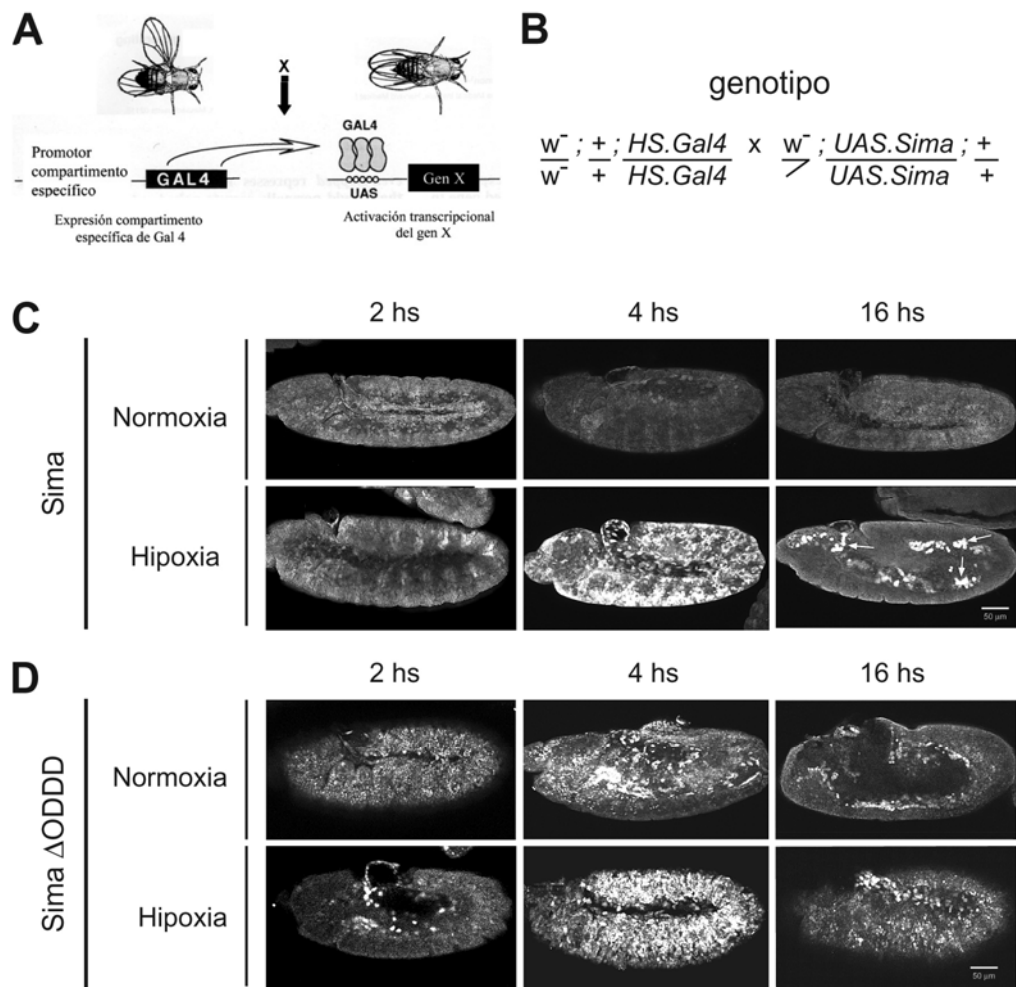 A
X
GAL4
Promotor
compartimento
específico
GAL4
UAS
Gen X
Expresión compartimento
específica de Gal 4
Activación transcripcional
del gen X
B
genotipo
w⁻ ; + ; HS.Gal4 x w⁻ ; UAS.Sima ; +
w⁻ + HS.Gal4 UAS.Sima +
C
2 hs 4 hs 16 hs
Sima
Normoxia
Hipoxia
50 µm
D
2 hs 4 hs 16 hs
Sima ΔODDD
Normoxia
Hipoxia
50 µm